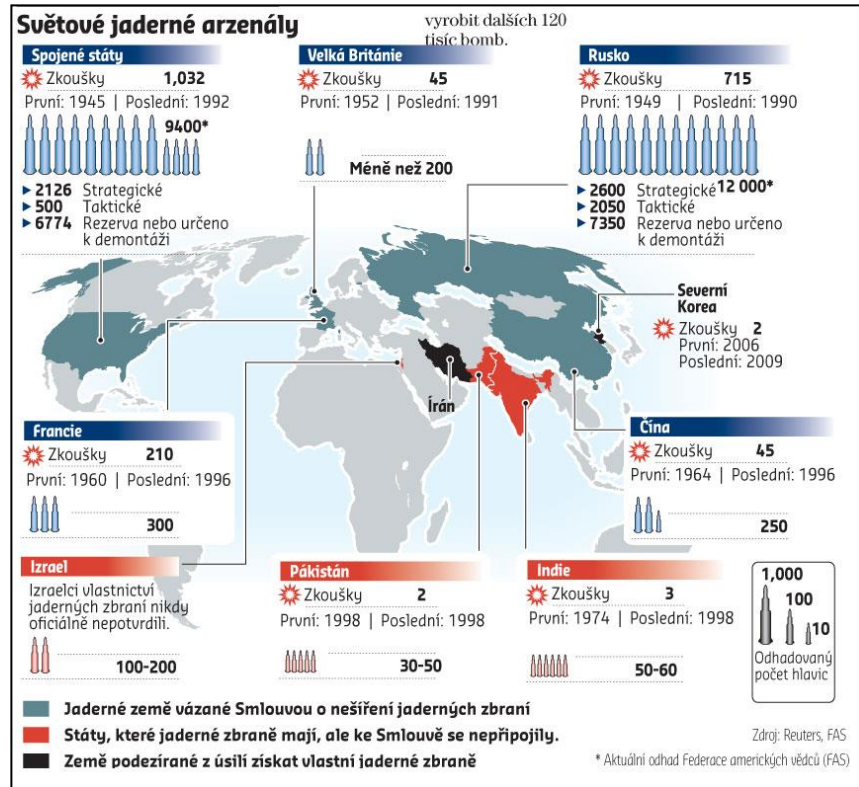 Světové jaderné arzenály
vyrobit dalších 120
tisíc bomb.
Spojené státy
Zkoušky 1,032
První: 1945 | Poslední: 1992
9400*
▶ 2126 Strategické
▶ 500 Taktické
▶ 6774 Rezerva nebo určeno
k demontáži
Velká Británie
Zkoušky 45
První: 1952 | Poslední: 1991
Méně než 200
Rusko
Zkoušky 715
První: 1949 | Poslední: 1990
▶ 2600 Strategické 12 000*
▶ 2050 Taktické
▶ 7350 Rezerva nebo určeno
k demontáži
Severní
Korea
Zkoušky 2
První: 2006
Poslední: 2009
Írán
Francie
Zkoušky 210
První: 1960 | Poslední: 1996
300
Čína
Zkoušky 45
První: 1964 | Poslední: 1996
250
Izrael
Izraelci vlastnictví
jaderných zbraní nikdy
oficiálně nepotvrdili.
100-200
Pákistán
Zkoušky 2
První: 1998 | Poslední: 1998
30-50
Indie
Zkoušky 3
První: 1974 | Poslední: 1998
50-60
1,000
100
10
Odhadovaný
počet hlavic
Jaderné země vázané Smlouvou o nešíření jaderných zbraní
Státy, které jaderné zbraně mají, ale ke Smlouvě se nepřipojily.
Země podezírané z úsilí získat vlastní jaderné zbraně
Zdroj: Reuters, FAS
* Aktuální odhad Federace amerických vědců (FAS)